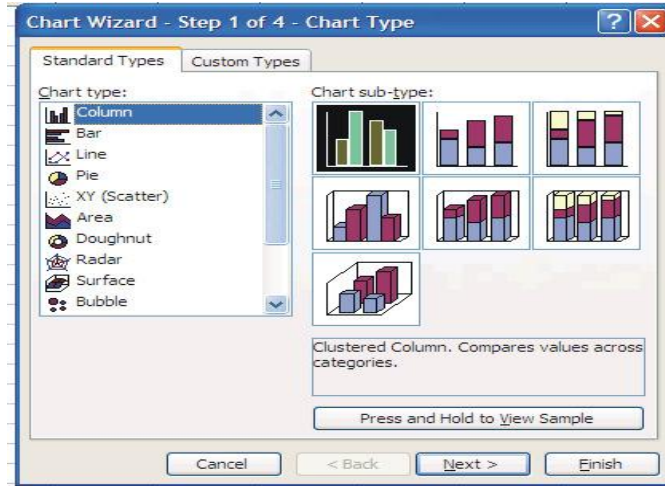 Chart Wizard - Step 1 of 4 - Chart Type
Standard Types
Custom Types
Chart type:
Column
Bar
Line
Pie
XY (Scatter)
Area
Doughnut
Radar
Surface
Bubble
Chart sub-type:
Clustered Column. Compares values across
categories.
Press and Hold to View Sample
Cancel
< Back
Next >
Finish